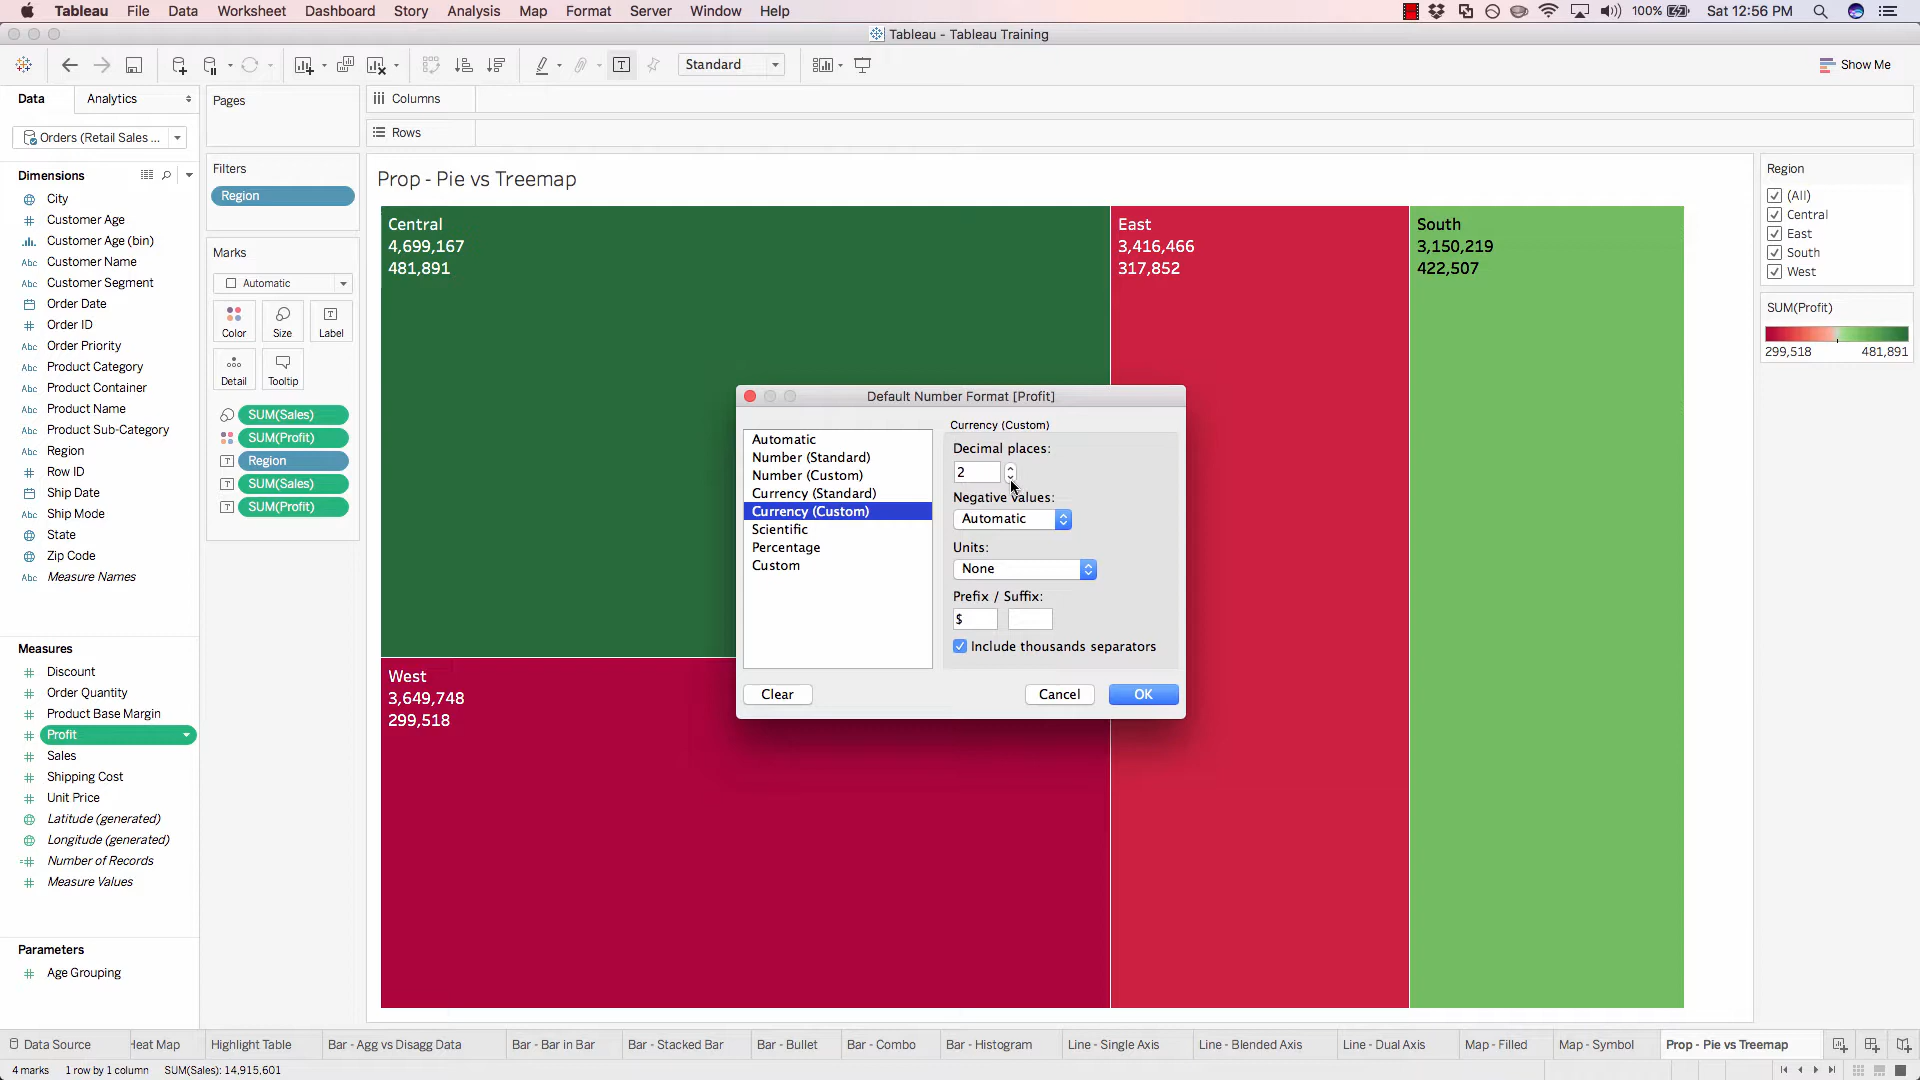 Tableau File Data Worksheet Dashboard Story Analysis Map Format Server Window Help 100% Sat 12:56 PM
Tableau - Tableau Training
Standard Show Me
Data Analytics
Orders (Retail Sales ...
Dimensions
City
# Customer Age
Customer Age (bin)
Abc Customer Name
Abc Customer Segment
Order Date
# Order ID
Abc Order Priority
Abc Product Category
Abc Product Container
Abc Product Name
Abc Product Sub-Category
Abc Region
# Row ID
Ship Date
Abc Ship Mode
State
Zip Code
Abc Measure Names
Measures
# Discount
# Order Quantity
# Product Base Margin
# Profit
# Sales
# Shipping Cost
# Unit Price
Latitude (generated)
Longitude (generated)
=# Number of Records
# Measure Values
Parameters
# Age Grouping
Pages
Filters
Region
Marks
Automatic
Color Size T Label
Detail Tooltip
SUM(Sales)
SUM(Profit)
T Region
T SUM(Sales)
T SUM(Profit)
Columns
Rows
Prop - Pie vs Treemap
Central
4,699,167
481,891
East
3,416,466
317,852
South
3,150,219
422,507
West
3,649,748
299,518
Default Number Format [Profit]
Automatic
Number (Standard)
Number (Custom)
Currency (Standard)
Currency (Custom)
Scientific
Percentage
Custom
Currency (Custom)
Decimal places:
2
Negative values:
Automatic
Units:
None
Prefix / Suffix:
$
Include thousands separators
Clear Cancel OK
Region
(All)
Central
East
South
West
SUM(Profit)
299,518 481,891
Data Source Heat Map Highlight Table Bar - Agg vs Disagg Data Bar - Bar in Bar Bar - Stacked Bar Bar - Bullet Bar - Combo Bar - Histogram Line - Single Axis Line - Blended Axis Line - Dual Axis Map - Filled Map - Symbol Prop - Pie vs Treemap
4 marks 1 row by 1 column SUM(Sales): 14,915,601